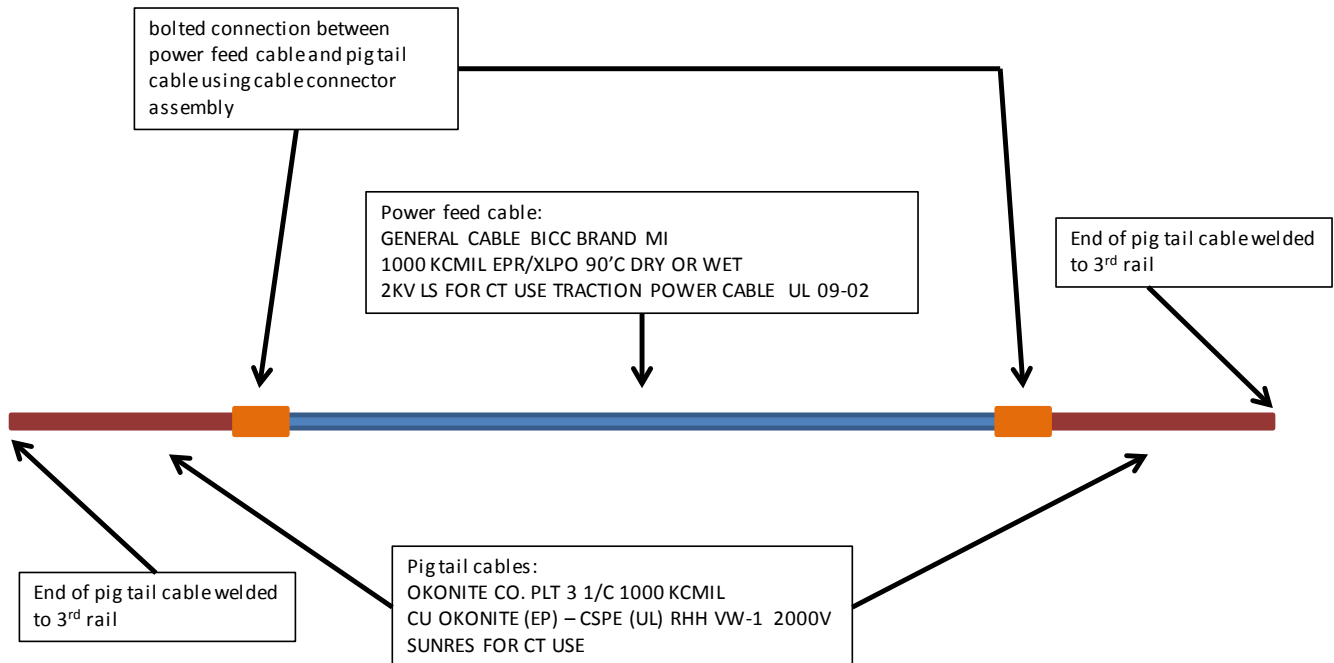 bolted connection between
power feed cable and pig tail
cable using cable connector
assembly
Power feed cable:
GENERAL CABLE BICC BRAND MI
1000 KCMIL EPR/XLPO 90'C DRY OR WET
2KV LS FOR CT USE TRACTION POWER CABLE UL 09-02
End of pig tail cable welded
to 3rd rail
End of pig tail cable welded
to 3rd rail
Pig tail cables:
OKONITE CO. PLT 3 1/C 1000 KCMIL
CU OKONITE (EP) – CSPE (UL) RHH VW-1 2000V
SUNRES FOR CT USE